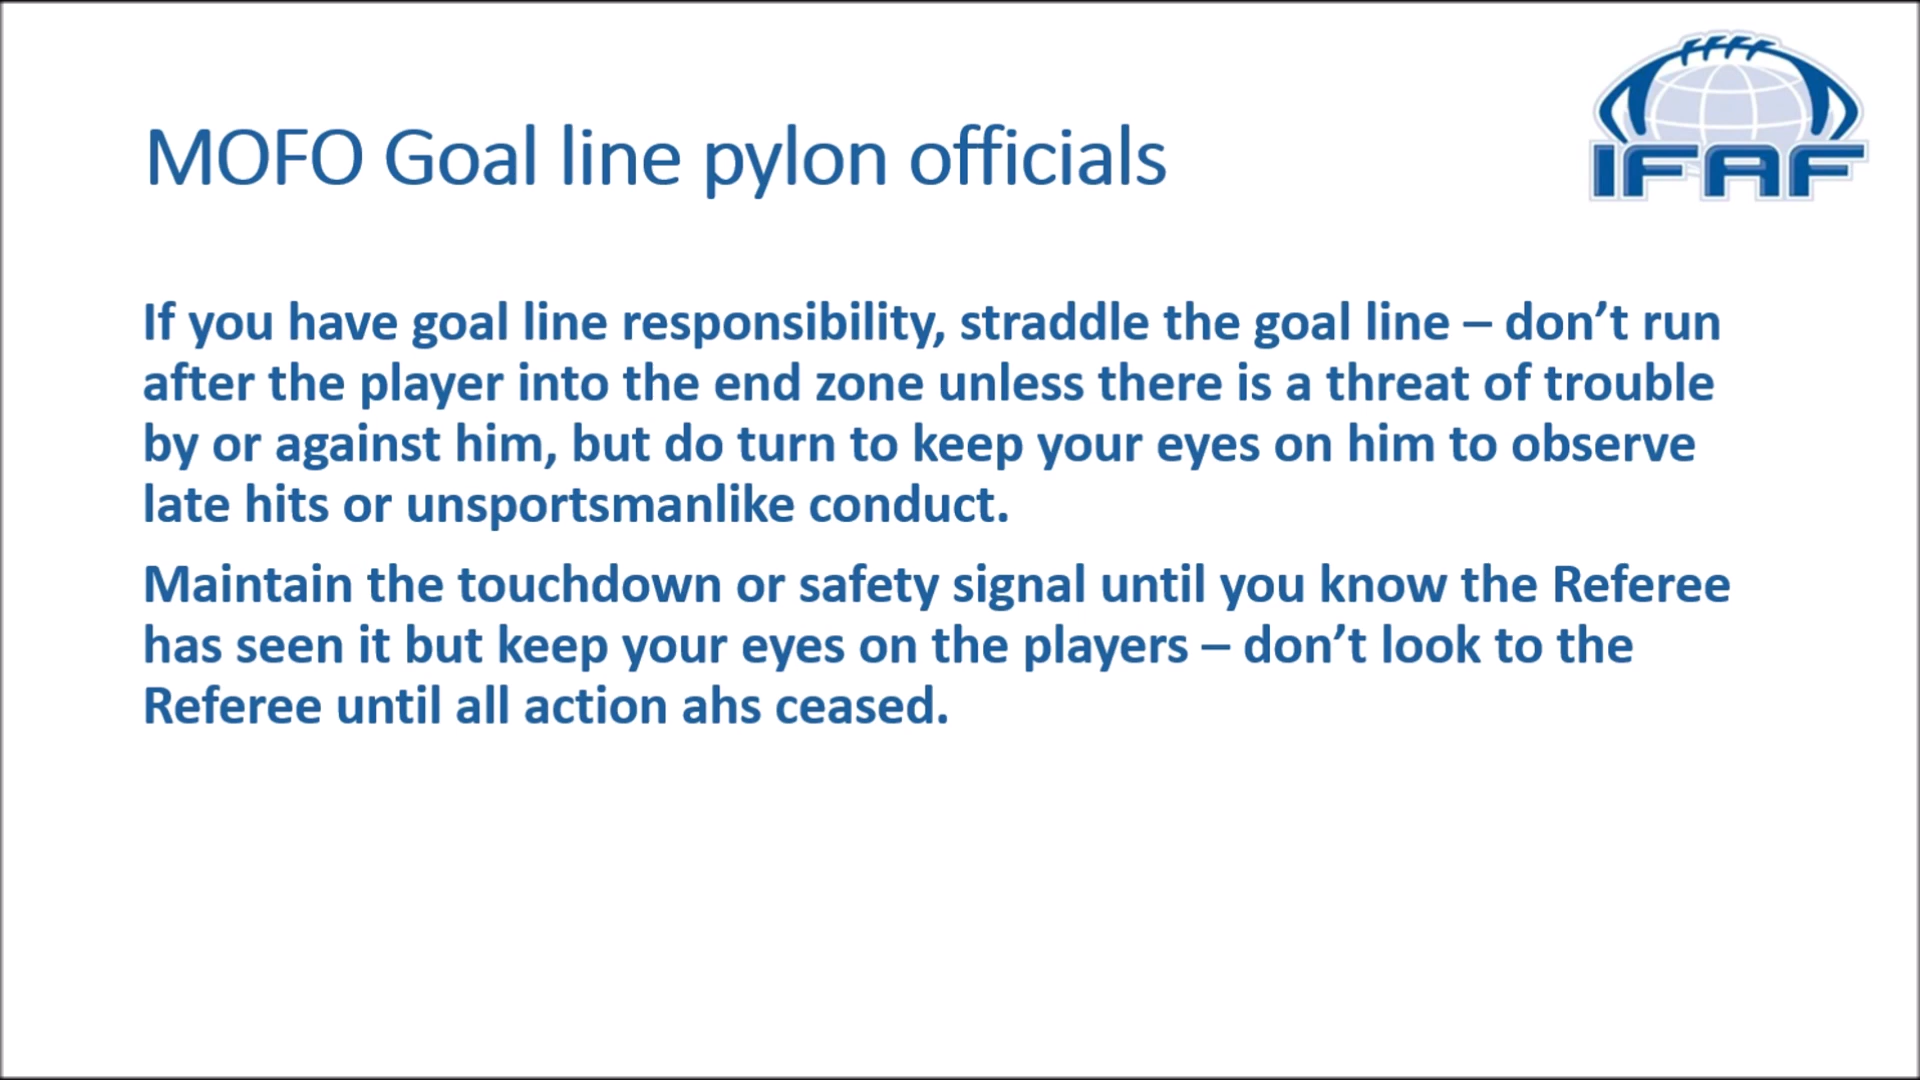 MOFO Goal line pylon officials
IFAF
If you have goal line responsibility, straddle the goal line – don’t run
after the player into the end zone unless there is a threat of trouble
by or against him, but do turn to keep your eyes on him to observe
late hits or unsportsmanlike conduct.
Maintain the touchdown or safety signal until you know the Referee
has seen it but keep your eyes on the players – don’t look to the
Referee until all action ahs ceased.